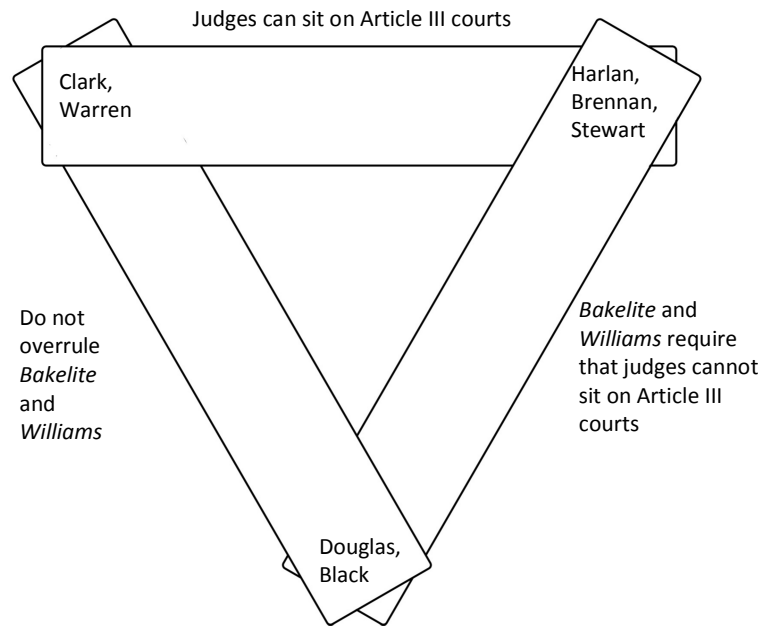 Judges can sit on Article III courts
Clark,
Warren
Harlan,
Brennan,
Stewart
Do not
overrule
Bakelite
and
Williams
Bakelite and
Williams require
that judges cannot
sit on Article III
courts
Douglas,
Black